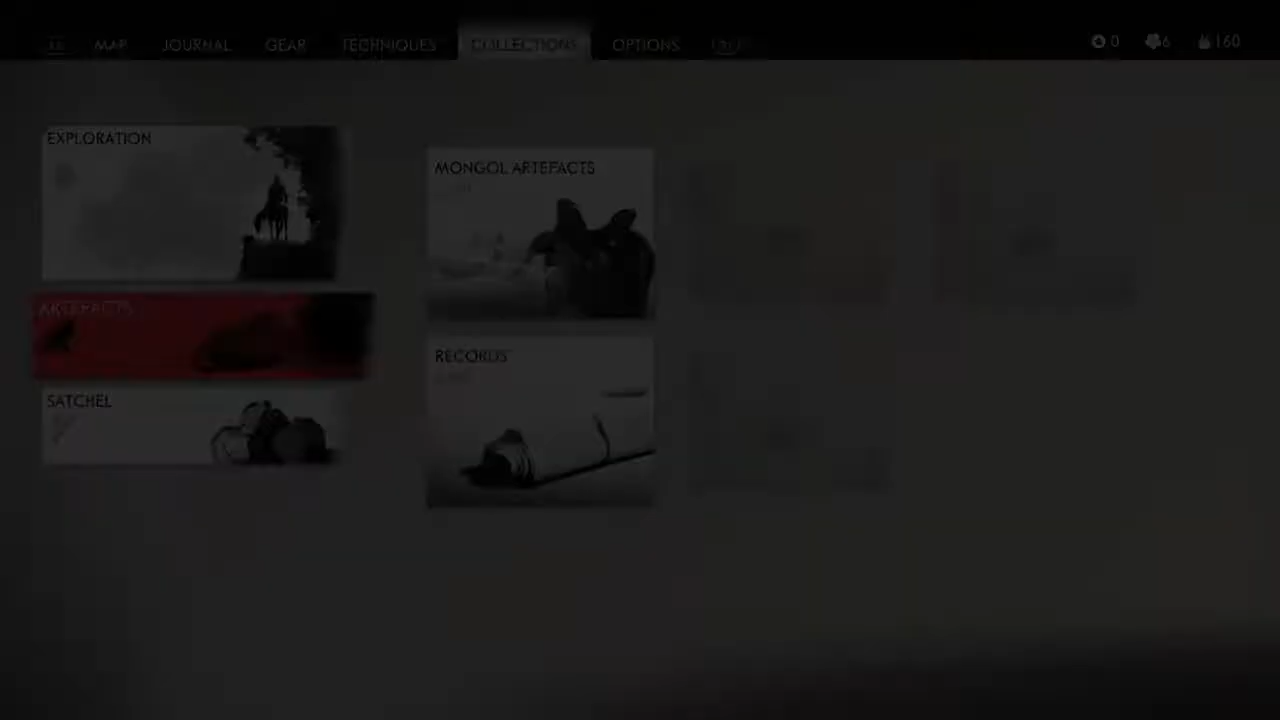 MAP JOURNAL GEAR TECHNIQUES COLLECTIONS OPTIONS 0 6 160
EXPLORATION
ARTEFACTS
SATCHEL
MONGOL ARTEFACTS
RECORDS